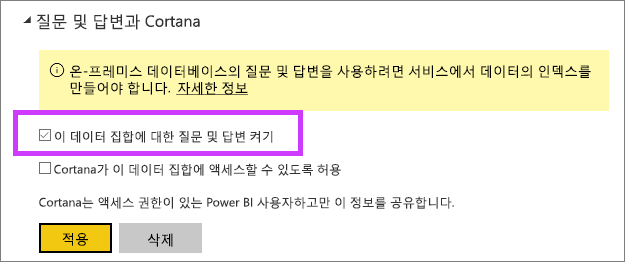 질문 및 답변과 Cortana
온-프레미스 데이터베이스의 질문 및 답변을 사용하려면 서비스에서 데이터의 인덱스를
만들어야 합니다. 자세한 정보
이 데이터 집합에 대한 질문 및 답변 켜기
Cortana가 이 데이터 집합에 액세스할 수 있도록 허용
Cortana는 액세스 권한이 있는 Power BI 사용자하고만 이 정보를 공유합니다.
적용 삭제